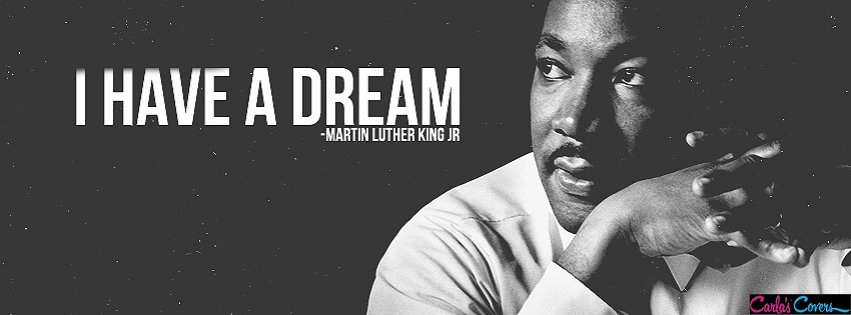 I HAVE A DREAM
-MARTIN LUTHER KING JR
Carla's Covers